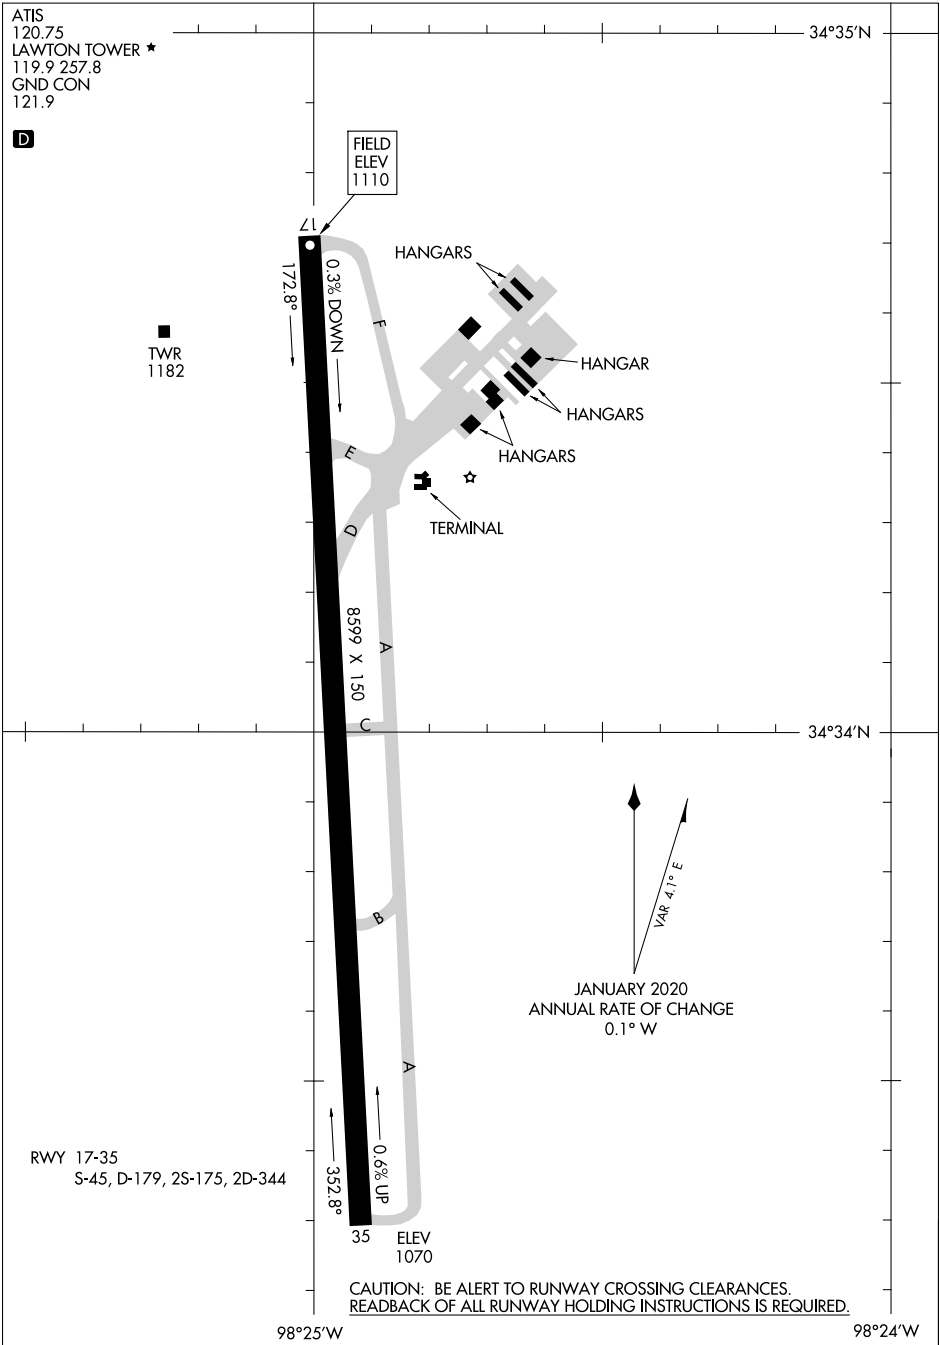 ATIS
120.75
LAWTON TOWER ★
119.9 257.8
GND CON
121.9
D
34°35'N
FIELD
ELEV
1110
17
172.8°
0.3% DOWN
F
HANGARS
TWR
1182
HANGAR
HANGARS
HANGARS
E
TERMINAL
D
8599 X 150
A
C
34°34'N
VAR 4.1° E
B
JANUARY 2020
ANNUAL RATE OF CHANGE
0.1° W
A
RWY 17-35
S-45, D-179, 2S-175, 2D-344
352.8°
0.6% UP
35
ELEV
1070
CAUTION: BE ALERT TO RUNWAY CROSSING CLEARANCES.
READBACK OF ALL RUNWAY HOLDING INSTRUCTIONS IS REQUIRED.
98°25'W
98°24'W